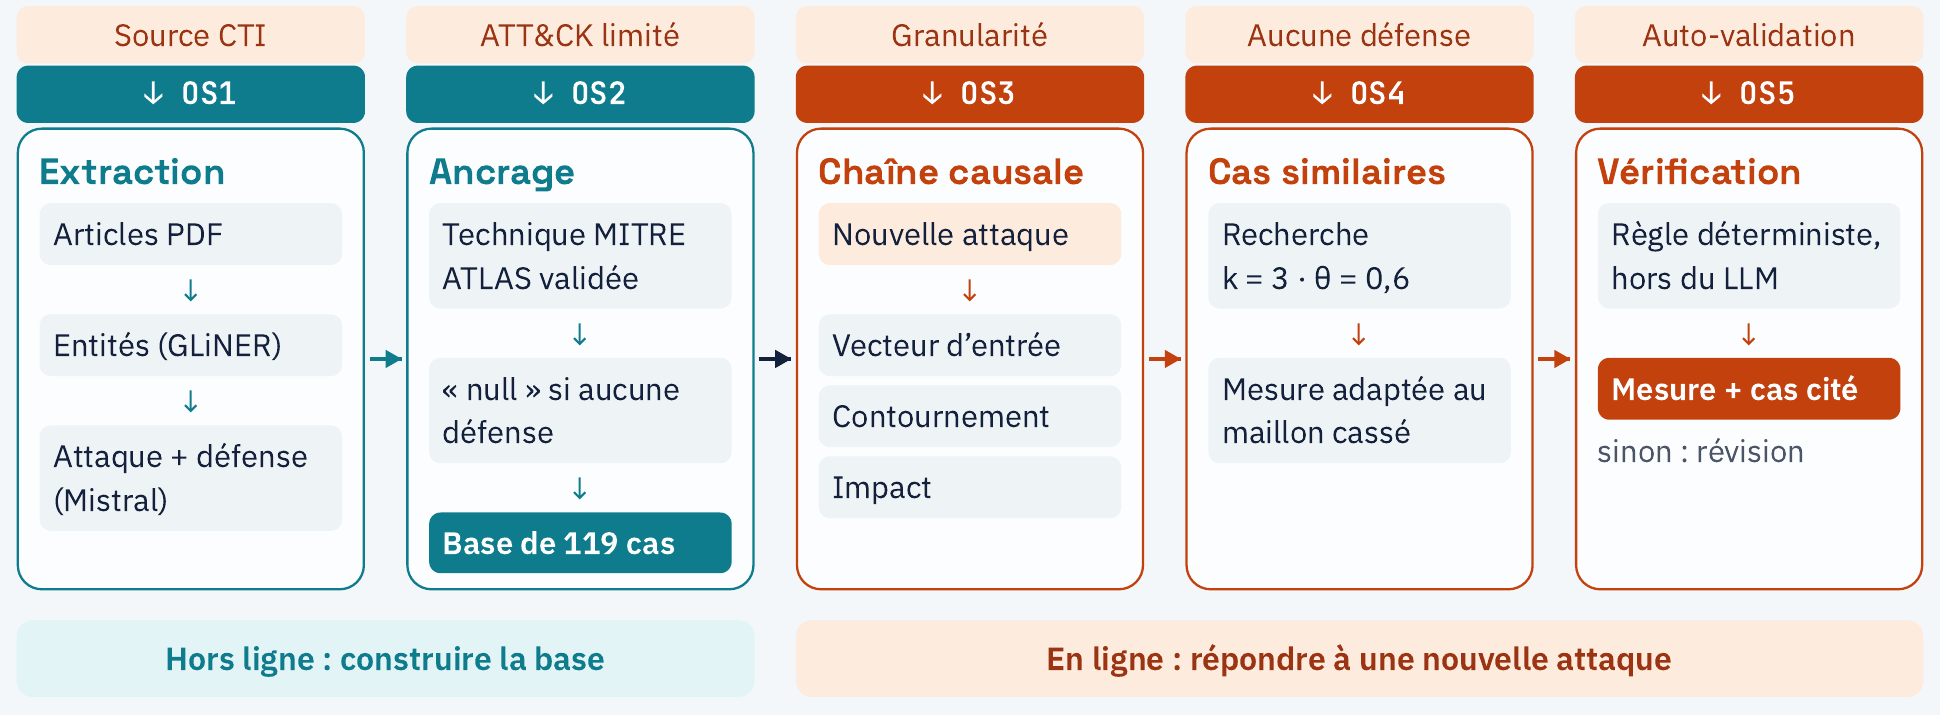 Source CTI
↓ OS1
Extraction
Articles PDF
↓
Entités (GLiNER)
↓
Attaque + défense
(Mistral)
ATT&CK limité
↓ OS2
Ancrage
Technique MITRE
ATLAS validée
↓
« null » si aucune
défense
↓
Base de 119 cas
Granularité
↓ OS3
Chaîne causale
Nouvelle attaque
↓
Vecteur d’entrée
Contournement
Impact
Aucune défense
↓ OS4
Cas similaires
Recherche
k = 3 · θ = 0,6
↓
Mesure adaptée au
maillon cassé
Auto-validation
↓ OS5
Vérification
Règle déterministe,
hors du LLM
↓
Mesure + cas cité
sinon : révision
Hors ligne : construire la base
En ligne : répondre à une nouvelle attaque